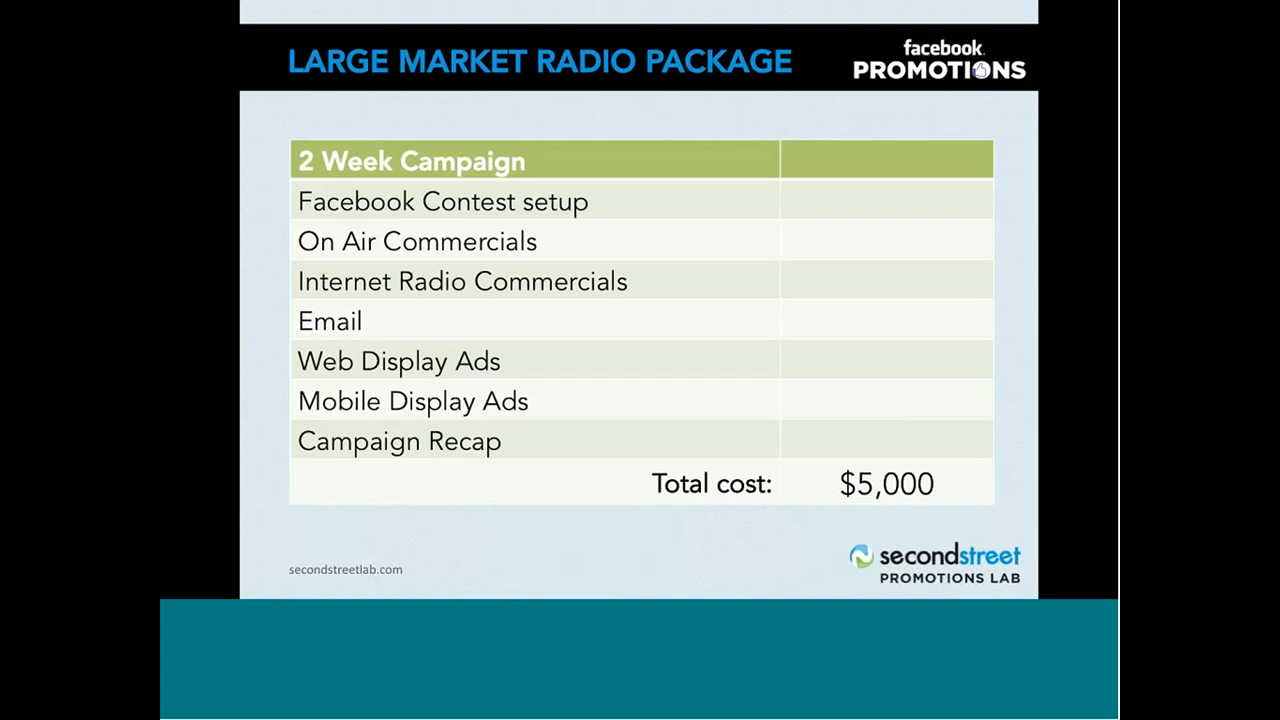 LARGE MARKET RADIO PACKAGE
facebook
PROMOTIONS
2 Week Campaign
Facebook Contest setup
On Air Commercials
Internet Radio Commercials
Email
Web Display Ads
Mobile Display Ads
Campaign Recap
Total cost: $5,000
secondstreetlab.com
secondstreet
PROMOTIONS LAB